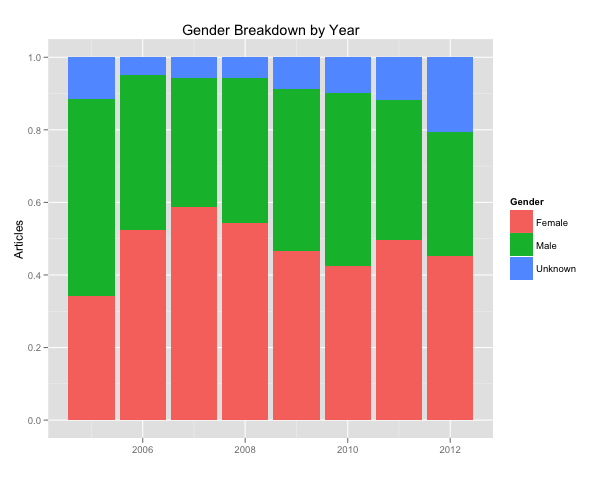 Gender Breakdown by Year
1.0
0.8
0.6
0.4
0.2
0.0
Articles
2006 2008 2010 2012
Gender
Female
Male
Unknown